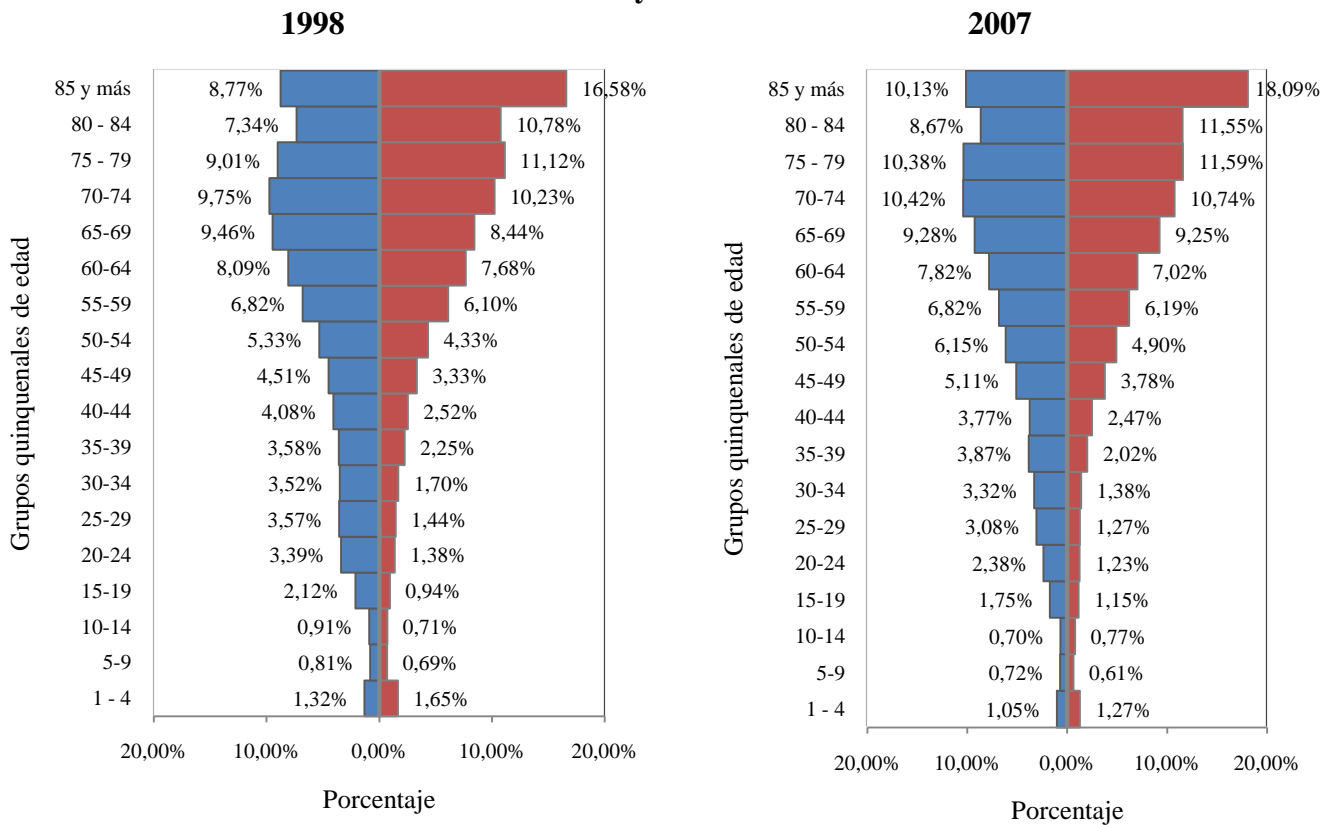 y
1998
2007
Grupos quinquenales de edad
85 y más 8,77% 16,58%
80 - 84 7,34% 10,78%
75 - 79 9,01% 11,12%
70-74 9,75% 10,23%
65-69 9,46% 8,44%
60-64 8,09% 7,68%
55-59 6,82% 6,10%
50-54 5,33% 4,33%
45-49 4,51% 3,33%
40-44 4,08% 2,52%
35-39 3,58% 2,25%
30-34 3,52% 1,70%
25-29 3,57% 1,44%
20-24 3,39% 1,38%
15-19 2,12% 0,94%
10-14 0,91% 0,71%
5-9 0,81% 0,69%
1 - 4 1,32% 1,65%
20,00% 10,00% 0,00% 10,00% 20,00%
Porcentaje
Grupos quinquenales de edad
85 y más 10,13% 18,09%
80 - 84 8,67% 11,55%
75 - 79 10,38% 11,59%
70-74 10,42% 10,74%
65-69 9,28% 9,25%
60-64 7,82% 7,02%
55-59 6,82% 6,19%
50-54 6,15% 4,90%
45-49 5,11% 3,78%
40-44 3,77% 2,47%
35-39 3,87% 2,02%
30-34 3,32% 1,38%
25-29 3,08% 1,27%
20-24 2,38% 1,23%
15-19 1,75% 1,15%
10-14 0,70% 0,77%
5-9 0,72% 0,61%
1 - 4 1,05% 1,27%
20,00% 10,00% 0,00% 10,00% 20,00%
Porcentaje